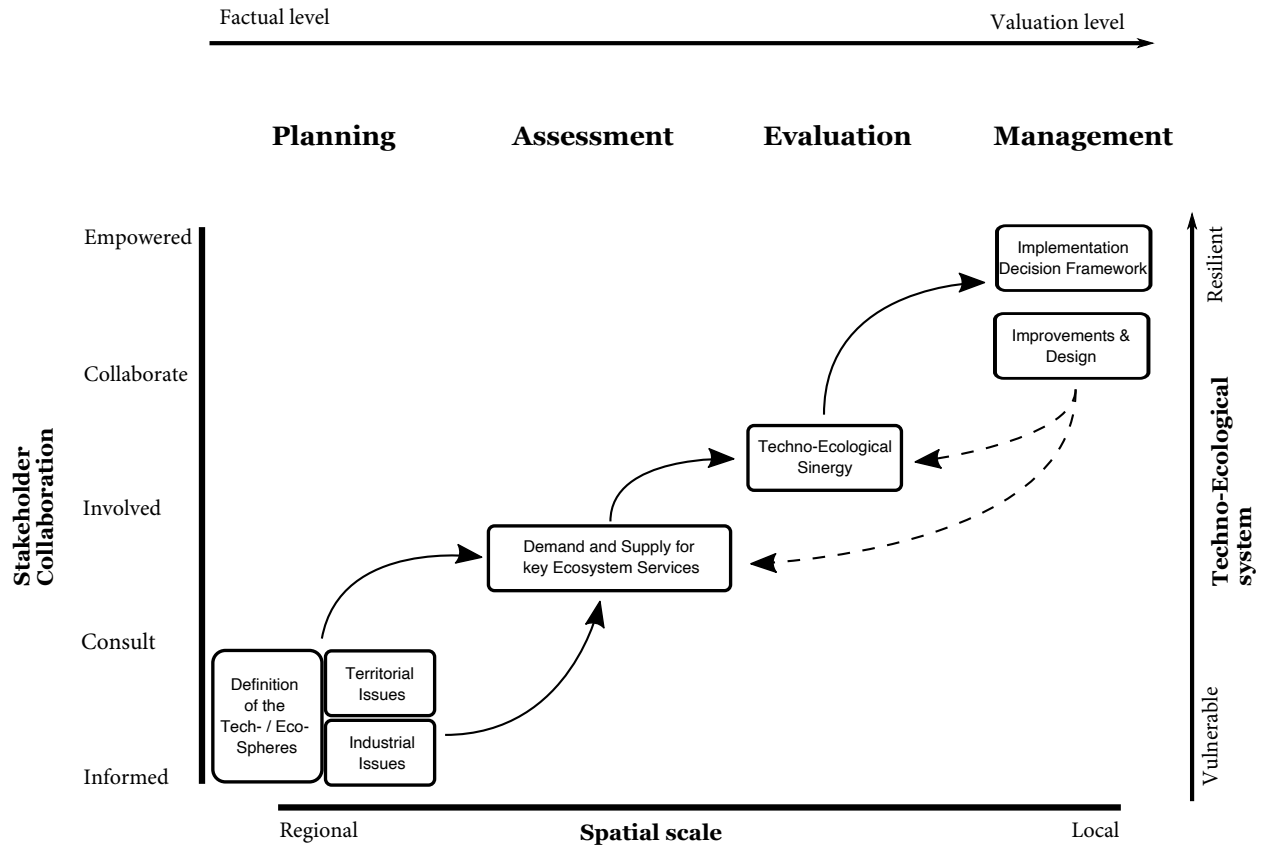 Factual level
Valuation level
Planning
Assessment
Evaluation
Management
Empowered
Collaborate
Involved
Consult
Informed
Stakeholder
Collaboration
Implementation
Decision Framework
Improvements &
Design
Techno-Ecological
Sinergy
Demand and Supply for
key Ecosystem Services
Definition
of the
Tech- / Eco-
Spheres
Territorial
Issues
Industrial
Issues
Resilient
Vulnerable
Techno-Ecological
system
Regional
Spatial scale
Local